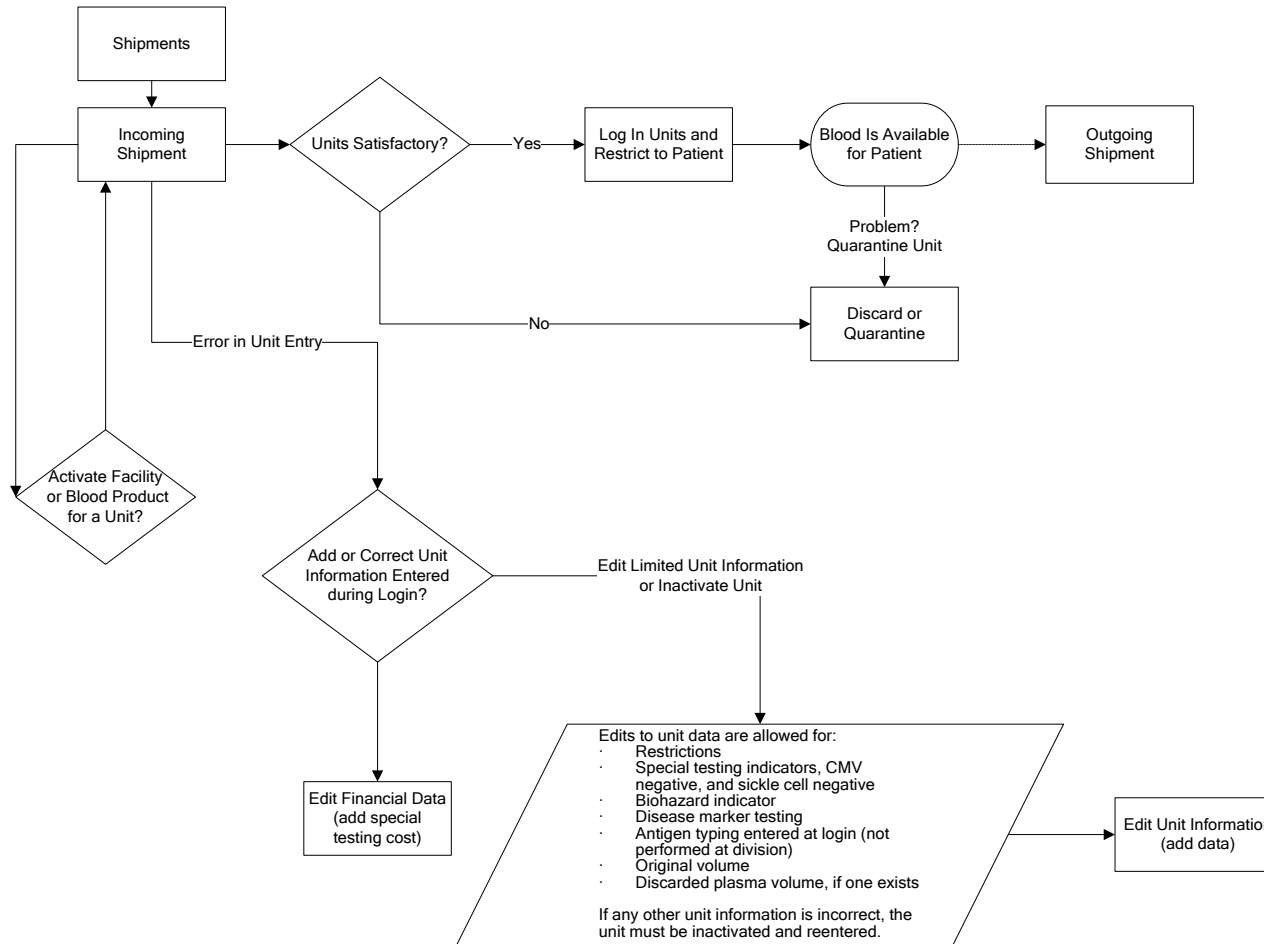 Shipments
Incoming
Shipment
Units Satisfactory?
Yes
Log In Units and
Restrict to Patient
Blood Is Available
for Patient
Outgoing
Shipment
Problem?
Quarantine Unit
Discard or
Quarantine
No
Error in Unit Entry
Activate Facility
or Blood Product
for a Unit?
Add or Correct Unit
Information Entered
during Login?
Edit Limited Unit Information
or Inactivate Unit
Edit Financial Data
(add special
testing cost)
Edits to unit data are allowed for:
· Restrictions
· Special testing indicators, CMV
negative, and sickle cell negative
· Biohazard indicator
· Disease marker testing
· Antigen typing entered at login (not
performed at division)
· Original volume
· Discarded plasma volume, if one exists
If any other unit information is incorrect, the
unit must be inactivated and reentered.
Edit Unit Information
(add data)